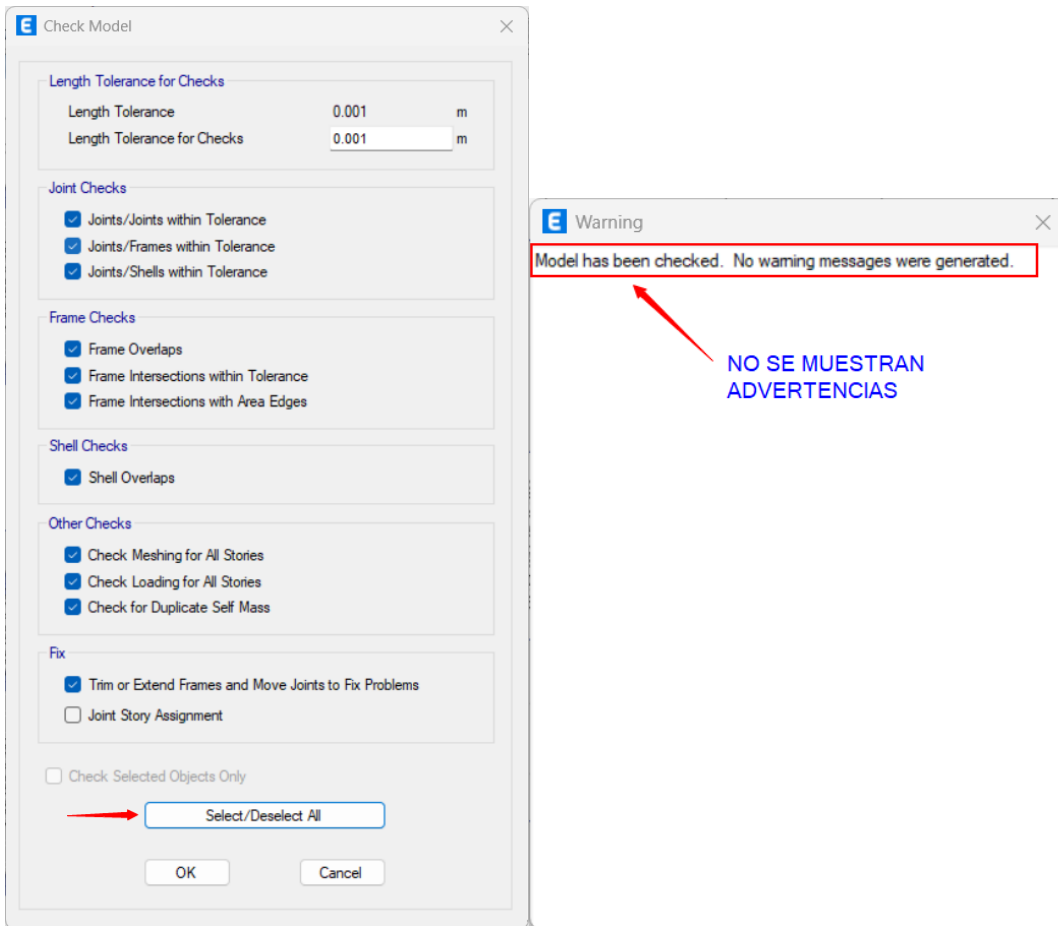 Check Model
Length Tolerance for Checks
Length Tolerance 0.001 m
Length Tolerance for Checks 0.001 m
Joint Checks
Joints/Joints within Tolerance
Joints/Frames within Tolerance
Joints/Shells within Tolerance
Frame Checks
Frame Overlaps
Frame Intersections within Tolerance
Frame Intersections with Area Edges
Shell Checks
Shell Overlaps
Other Checks
Check Meshing for All Stories
Check Loading for All Stories
Check for Duplicate Self Mass
Fix
Trim or Extend Frames and Move Joints to Fix Problems
Joint Story Assignment
Check Selected Objects Only
Select/Deselect All
OK Cancel
Warning
Model has been checked. No warning messages were generated.
NO SE MUESTRAN
ADVERTENCIAS